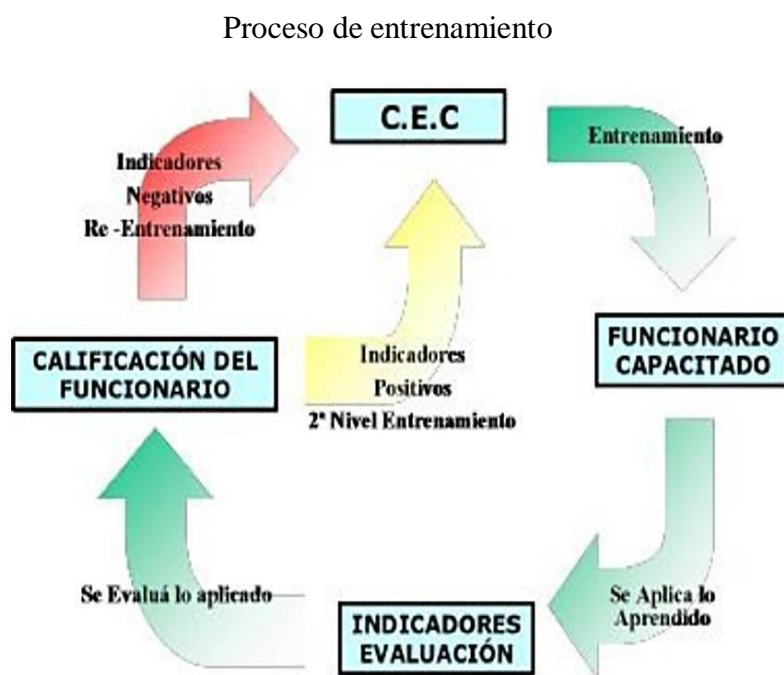 Proceso de entrenamiento
C.E.C
Entrenamiento
Indicadores
Negativos
Re -Entrenamiento
FUNCIONARIO
CAPACITADO
CALIFICACIÓN DEL
FUNCIONARIO
Indicadores
Positivos
2ª Nivel Entrenamiento
Se Evaluá lo aplicado
Se Aplica lo
Aprendido
INDICADORES
EVALUACIÓN